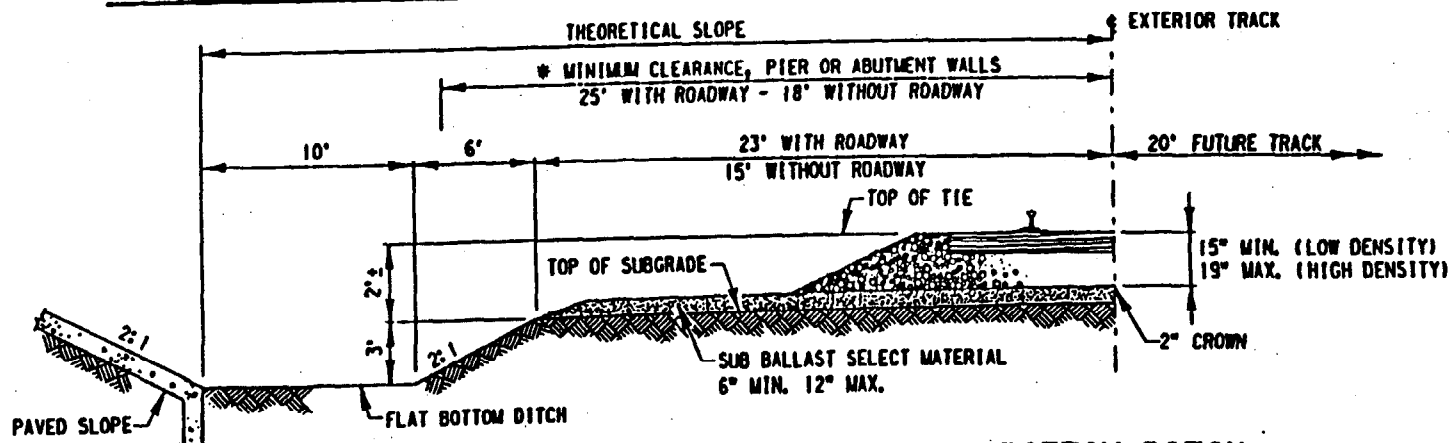 ℄ EXTERIOR TRACK
THEORETICAL SLOPE
* MINIMUM CLEARANCE, PIER OR ABUTMENT WALLS
25' WITH ROADWAY - 18' WITHOUT ROADWAY
10'
6'
23' WITH ROADWAY
15' WITHOUT ROADWAY
20' FUTURE TRACK
TOP OF TIE
15" MIN. (LOW DENSITY)
19" MAX. (HIGH DENSITY)
2'±
TOP OF SUBGRADE
2:1
3'
2:1
2" CROWN
SUB BALLAST SELECT MATERIAL
6" MIN. 12" MAX.
PAVED SLOPE
FLAT BOTTOM DITCH